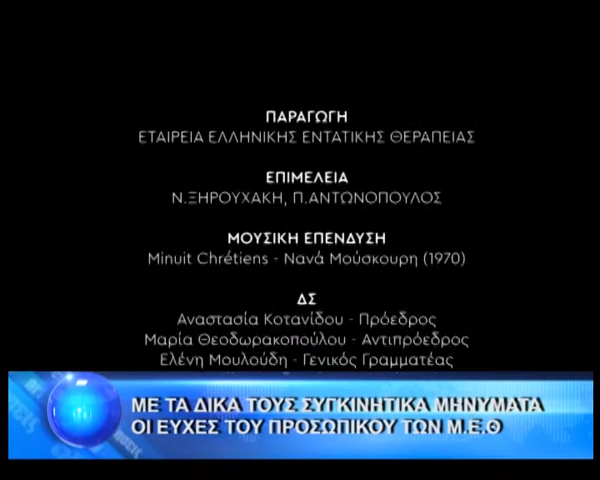 ΠΑΡΑΓΩΓΗ
ΕΤΑΙΡΕΙΑ ΕΛΛΗΝΙΚΗΣ ΕΝΤΑΤΙΚΗΣ ΘΕΡΑΠΕΙΑΣ
ΕΠΙΜΕΛΕΙΑ
Ν.ΞΗΡΟΥΧΑΚΗ, Π.ΑΝΤΩΝΟΠΟΥΛΟΣ
ΜΟΥΣΙΚΗ ΕΠΕΝΔΥΣΗ
Minuit Chrétiens - Νανά Μούσκουρη (1970)
ΔΣ
Αναστασία Κοτανίδου - Πρόεδρος
Μαρία Θεοδωρακοπούλου - Αντιπρόεδρος
Ελένη Μουλούδη - Γενικός Γραμματέας
ΜΕ ΤΑ ΔΙΚΑ ΤΟΥΣ ΣΥΓΚΙΝΗΤΙΚΑ ΜΗΝΥΜΑΤΑ
ΟΙ ΕΥΧΕΣ ΤΟΥ ΠΡΟΣΩΠΙΚΟΥ ΤΩΝ Μ.Ε.Θ